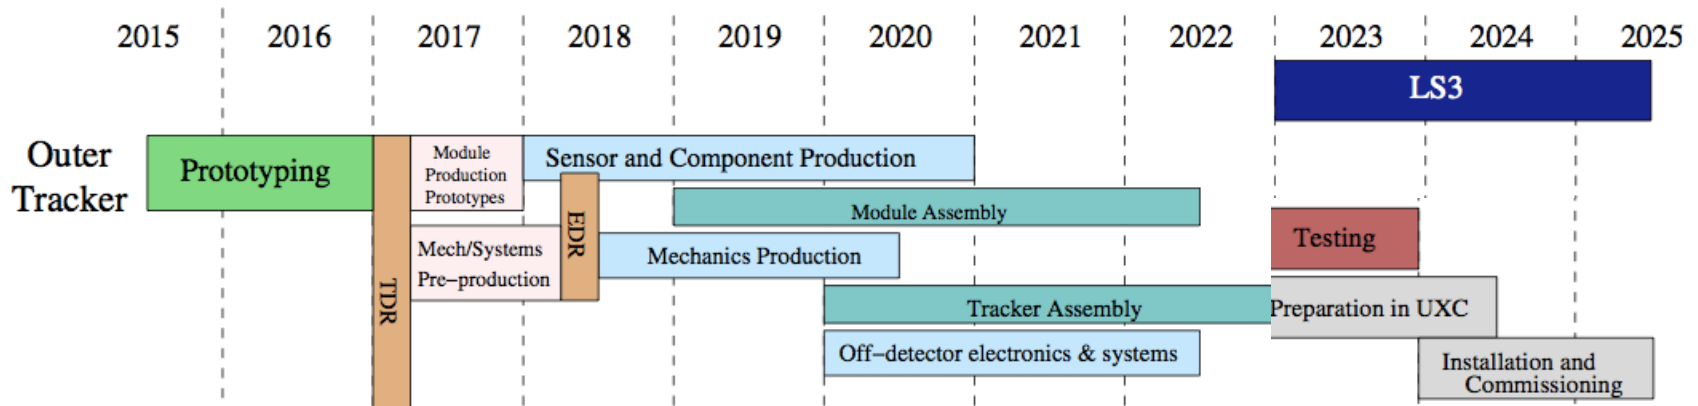 2015 2016 2017 2018 2019 2020 2021 2022 2023 2024 2025
LS3
Outer
Tracker
Prototyping
TDR
Module
Production
Prototypes
Sensor and Component Production
EDR
Module Assembly
Mech/Systems
Pre−production
Mechanics Production
Testing
Tracker Assembly
Preparation in UXC
Off−detector electronics & systems
Installation and
Commissioning